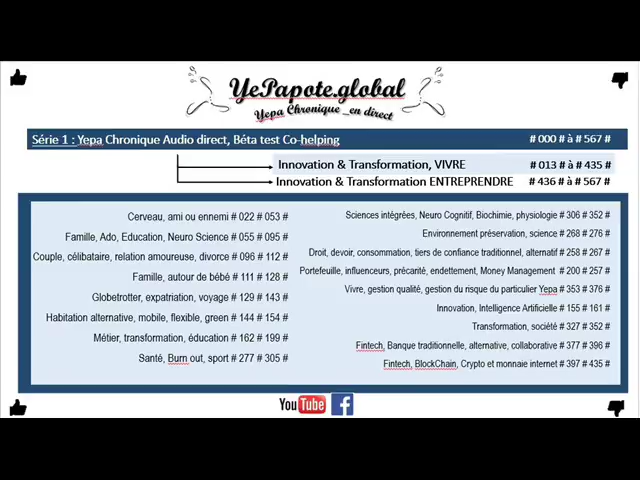 YePapote.global
Yepa Chronique _en direct
Série 1 : Yepa Chronique Audio direct, Béta test Co-helping # 000 # à # 567 #
Innovation & Transformation, VIVRE # 013 # à # 435 #
Innovation & Transformation ENTREPRENDRE # 436 # à # 567 #
Cerveau, ami ou ennemi # 022 # 053 #
Famille, Ado, Education, Neuro Science # 055 # 095 #
Couple, célibataire, relation amoureuse, divorce # 096 # 112 #
Famille, autour de bébé # 111 # 128 #
Globetrotter, expatriation, voyage # 129 # 143 #
Habitation alternative, mobile, flexible, green # 144 # 154 #
Métier, transformation, éducation # 162 # 199 #
Santé, Burn out, sport # 277 # 305 #
Sciences intégrées, Neuro Cognitif, Biochimie, physiologie # 306 # 352 #
Environnement préservation, science # 268 # 276 #
Droit, devoir, consommation, tiers de confiance traditionnel, alternatif # 258 # 267 #
Portefeuille, influenceurs, précarité, endettement, Money Management # 200 # 257 #
Vivre, gestion qualité, gestion du risque du particulier Yepa # 353 # 376 #
Innovation, Intelligence Artificielle # 155 # 161 #
Transformation, société # 327 # 352 #
Fintech, Banque traditionnelle, alternative, collaborative # 377 # 396 #
Fintech, BlockChain, Crypto et monnaie internet # 397 # 435 #
YouTube f